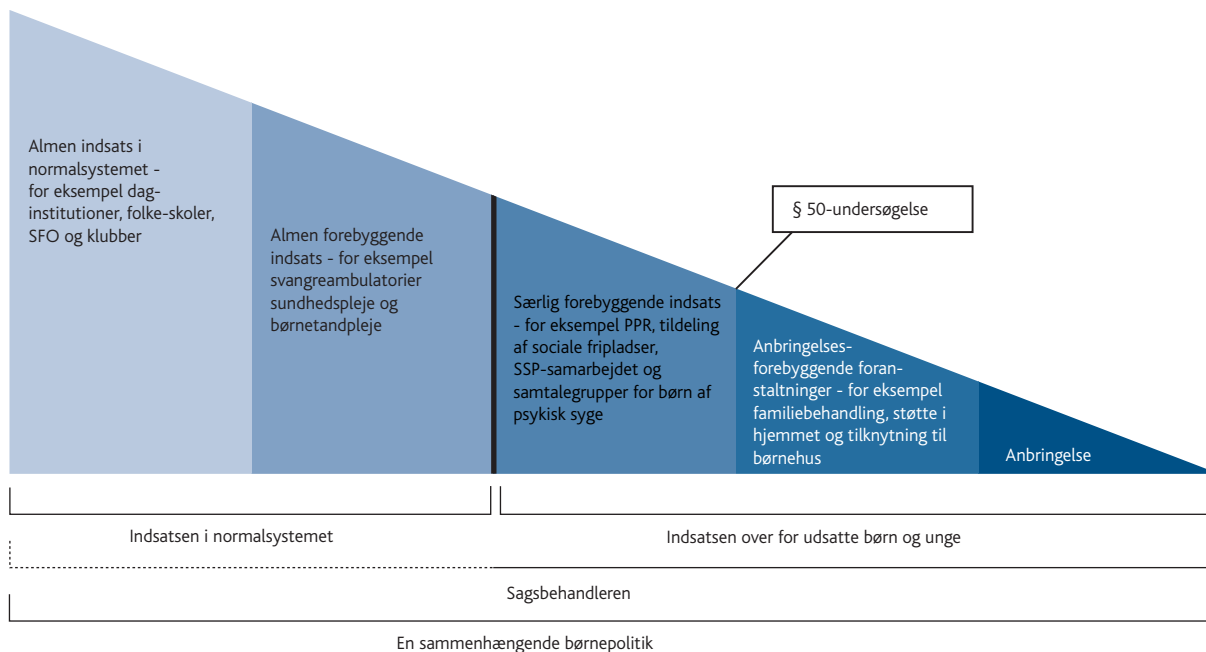 Almen indsats i
normalsystemet -
for eksempel dag-
institutioner, folke-skoler,
SFO og klubber
Almen forebyggende
indsats - for eksempel
svangreambulatorier
sundhedspleje og
børnetandpleje
Særlig forebyggende indsats
- for eksempel PPR, tildeling
af sociale fripladser,
SSP-samarbejdet og
samtalegrupper for børn af
psykisk syge
§ 50-undersøgelse
Anbringelses-
forebyggende foran-
staltninger - for eksempel
familiebehandling, støtte i
hjemmet og tilknytning til
børnehus
Anbringelse
Indsatsen i normalsystemet
Indsatsen over for udsatte børn og unge
Sagsbehandleren
En sammenhængende børnepolitik